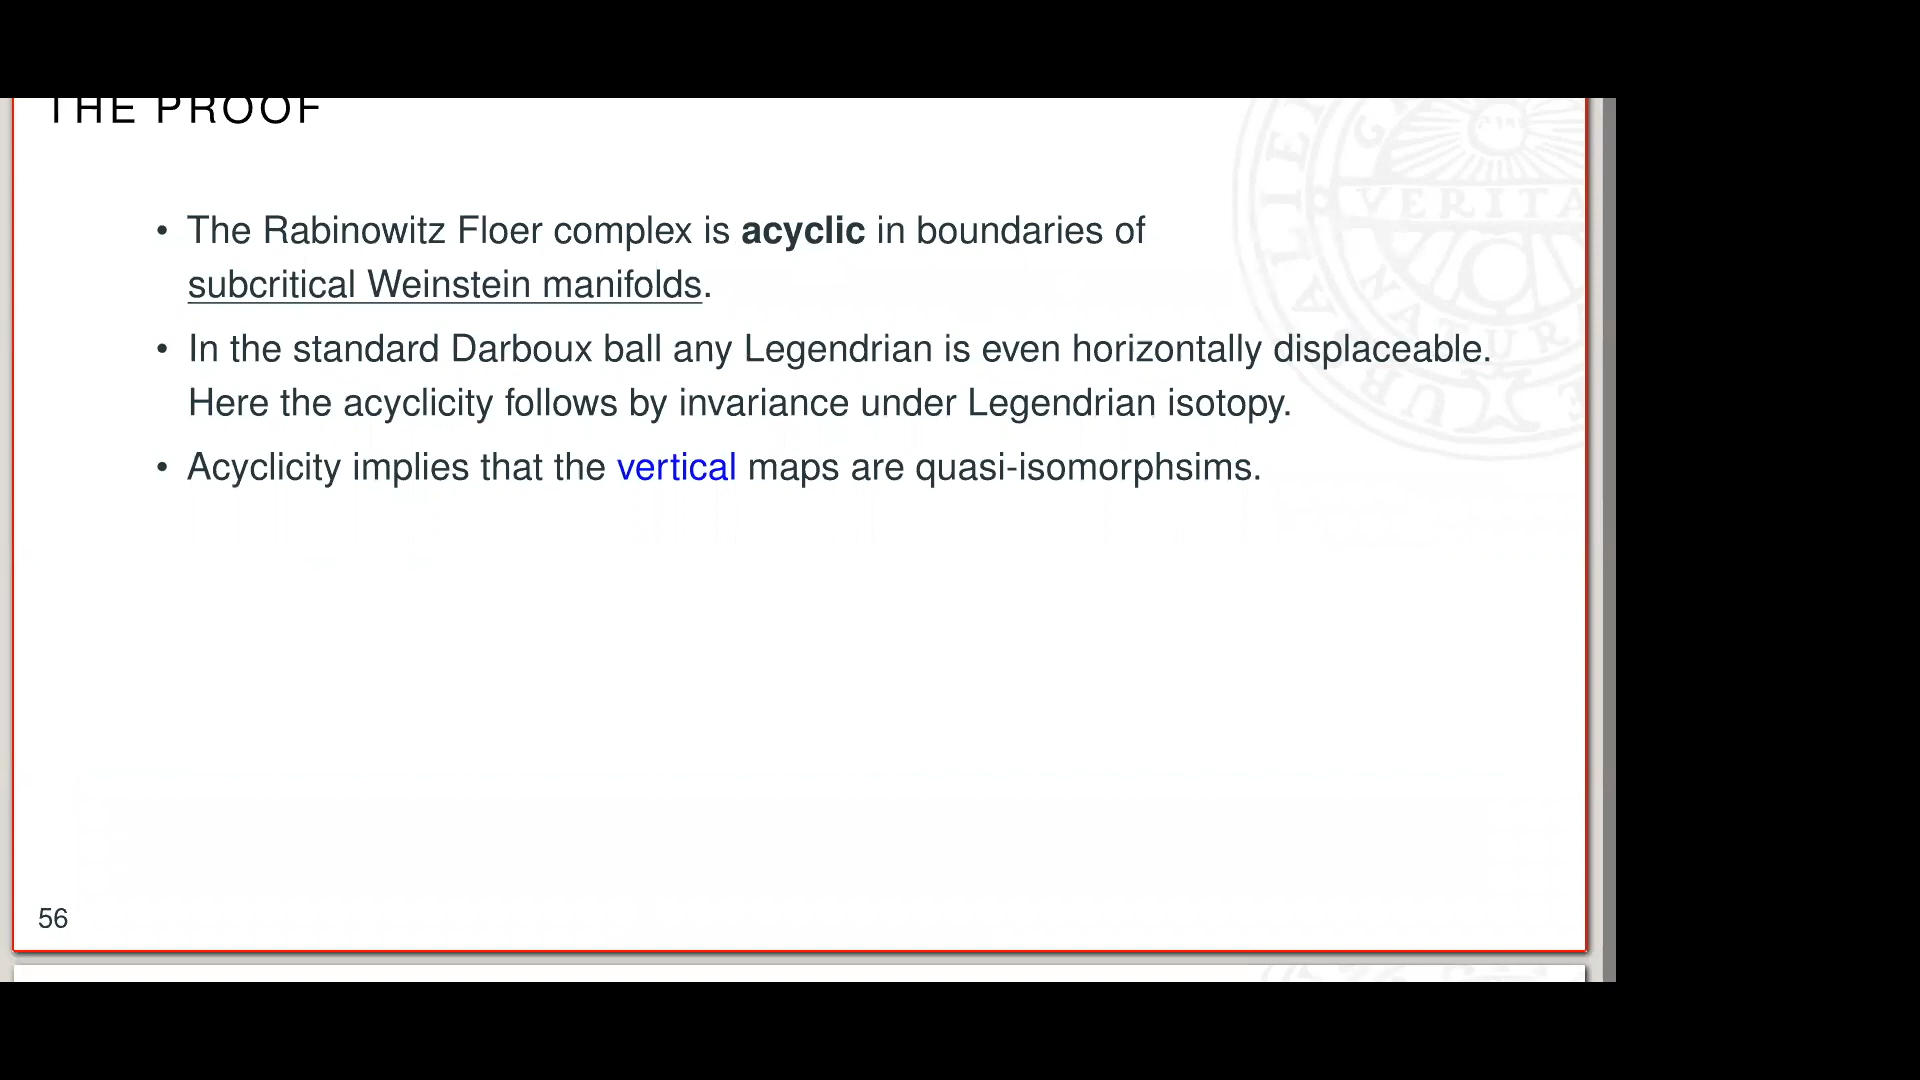 THE PROOF
• The Rabinowitz Floer complex is acyclic in boundaries of
subcritical Weinstein manifolds.
• In the standard Darboux ball any Legendrian is even horizontally displaceable.
Here the acyclicity follows by invariance under Legendrian isotopy.
• Acyclicity implies that the vertical maps are quasi-isomorphsims.
VERITA
NATUR
56